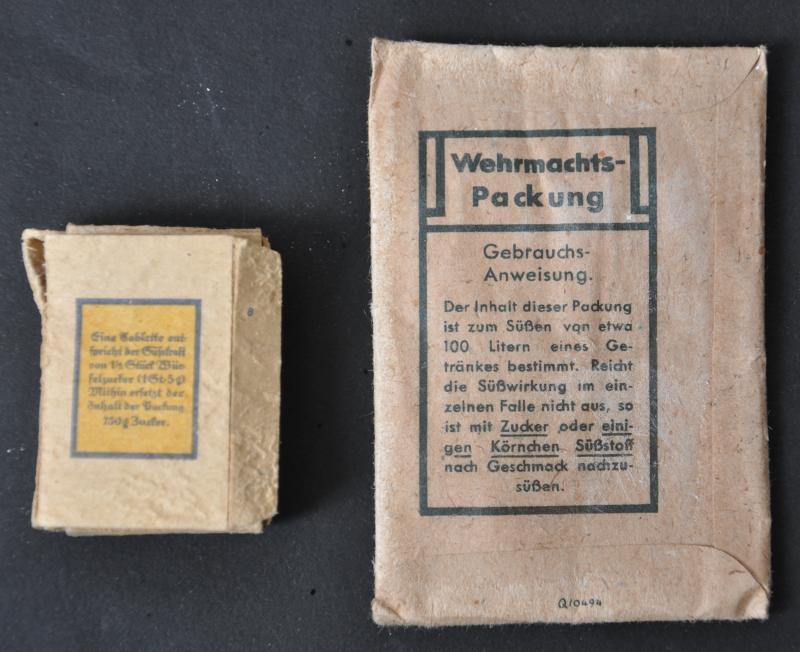 Eine Tablette ent-
spricht der Süßkraft
von 1½ Stück Wür-
felzucker (1 St. 5 g)
Mithin ersetzt der
Inhalt der Packung
750 g Zucker.
Wehrmachts-
Packung
Gebrauchs-
Anweisung.
Der Inhalt dieser Packung
ist zum Süßen von etwa
100 Litern eines Ge-
tränkes bestimmt. Reicht
die Süßwirkung im ein-
zelnen Falle nicht aus, so
ist mit Zucker oder eini-
gen Körnchen Süßstoff
nach Geschmack nachzu-
süßen.
Q/0494